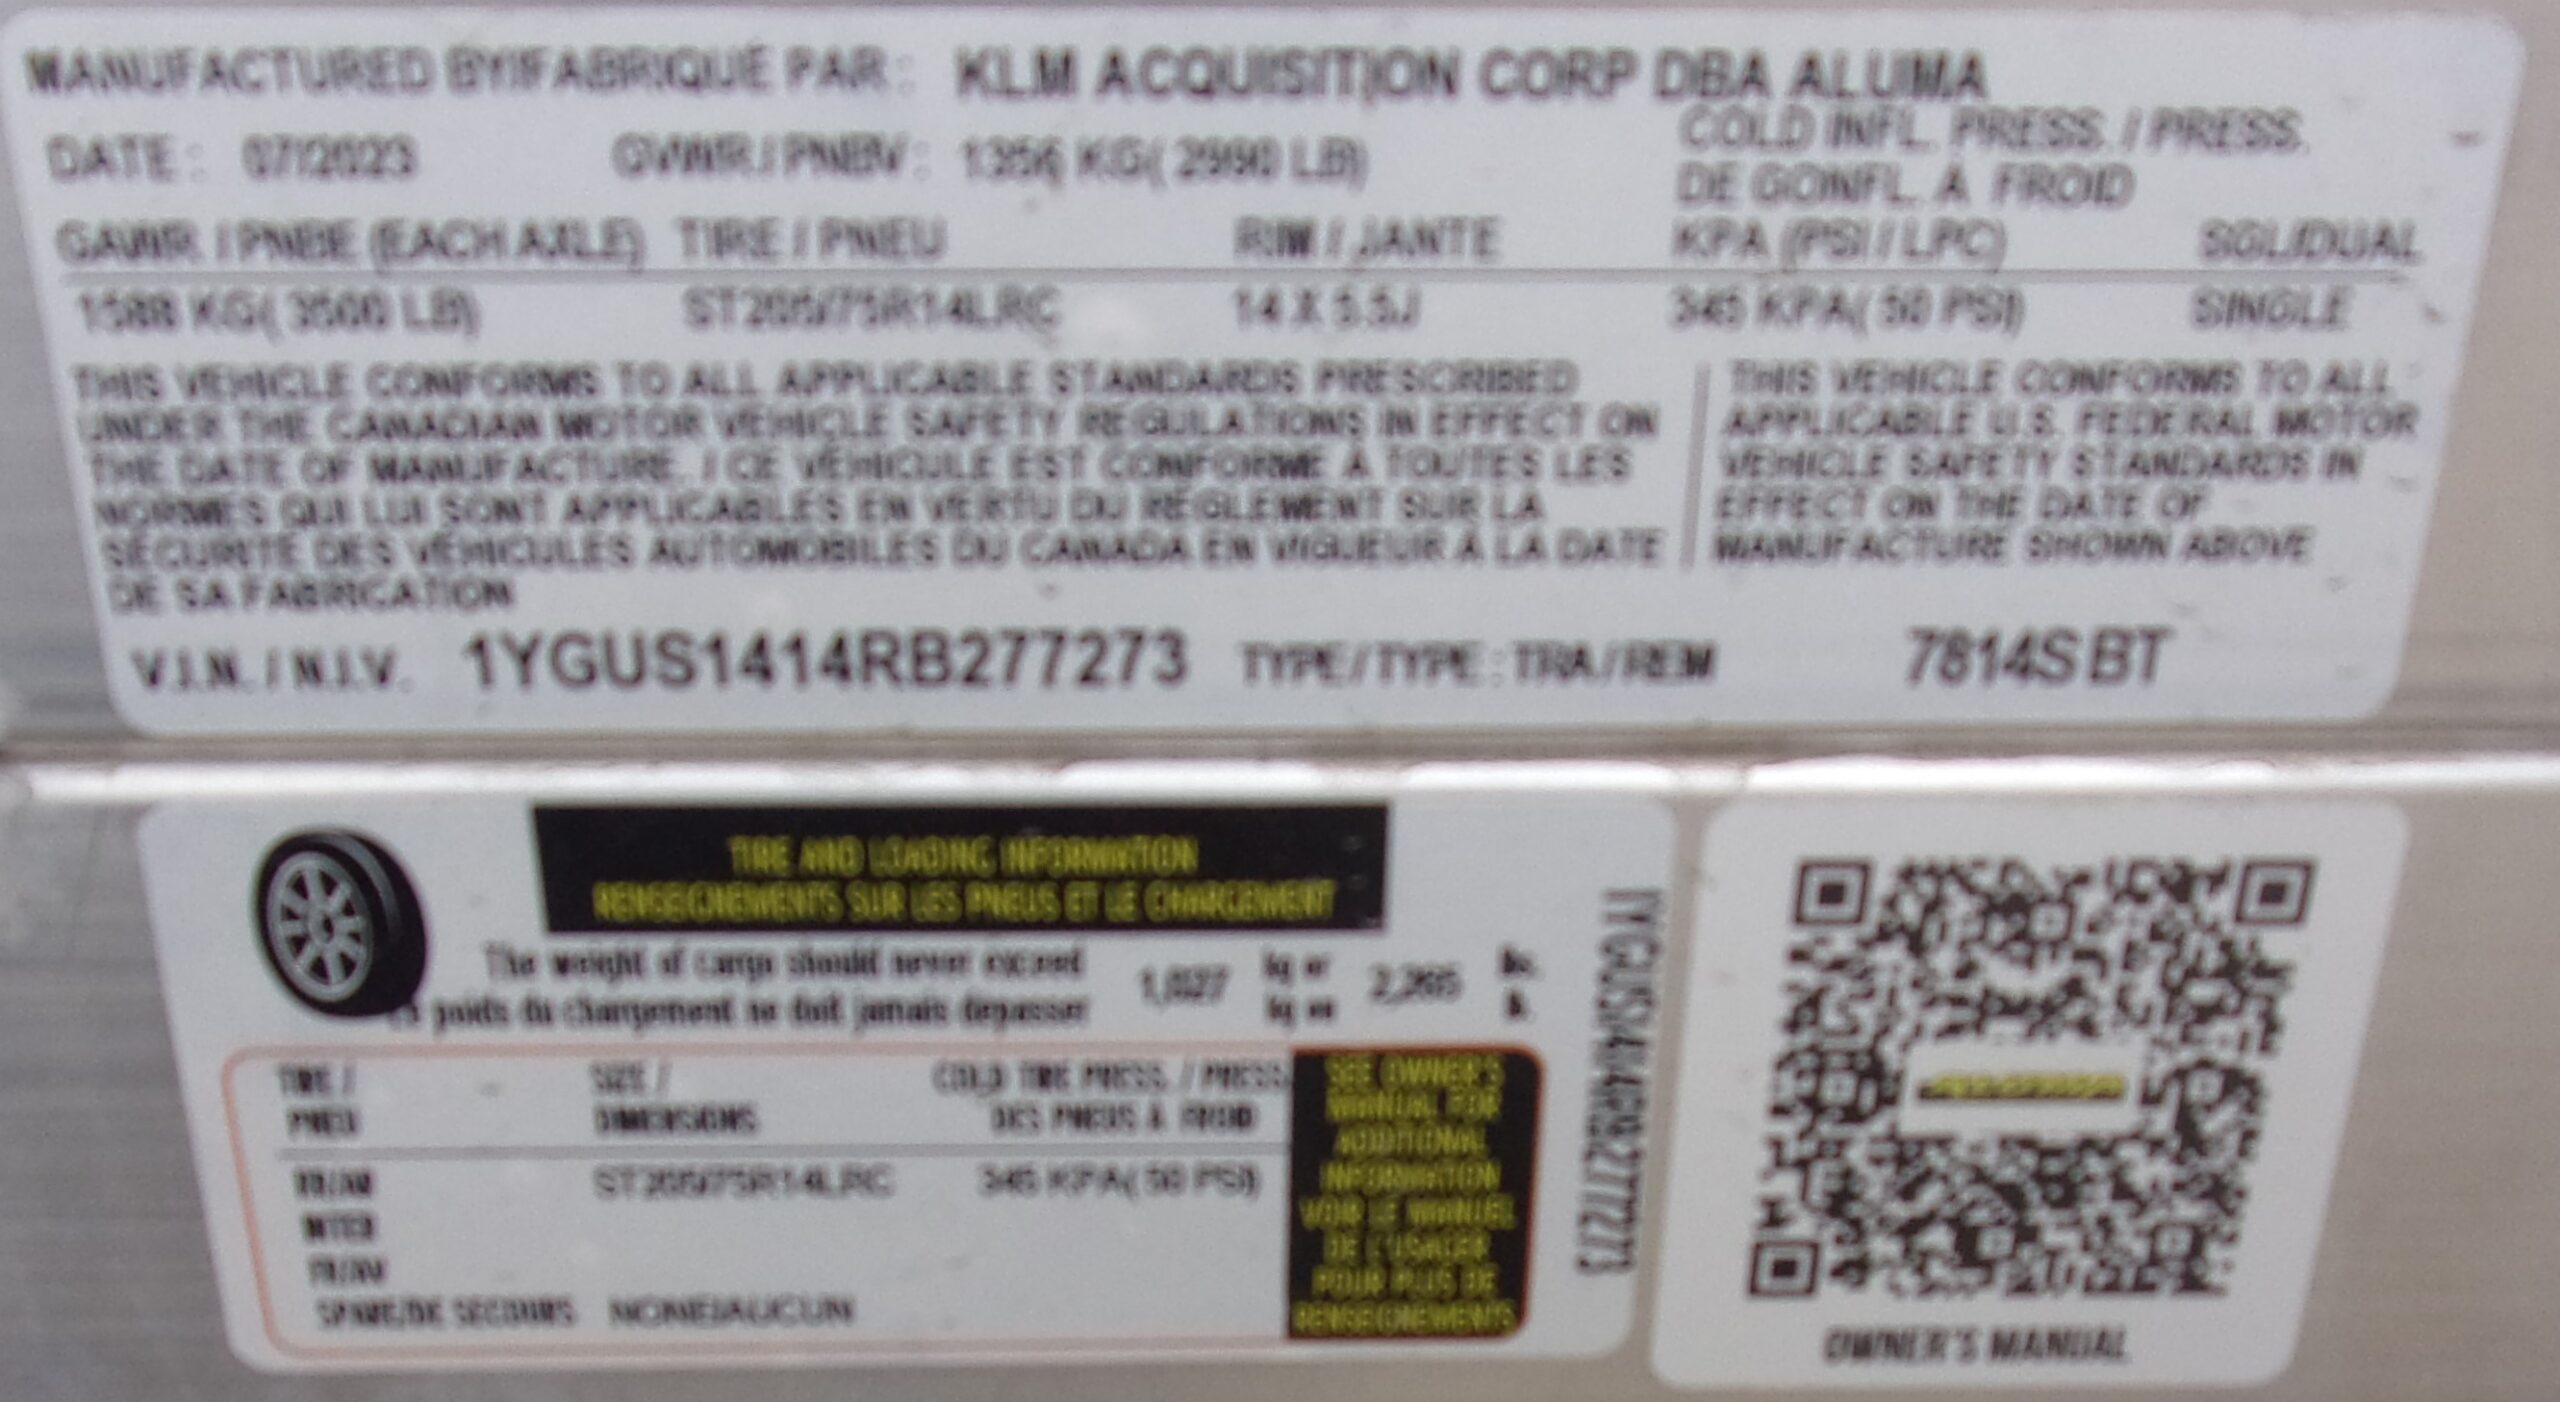 MANUFACTURED BY/FABRIQUÉ PAR : KLM ACQUISITION CORP DBA ALUMA
DATE : 07/2023 GVWR / PNBV : 1356 KG( 2990 LB) COLD INFL. PRESS. / PRESS.
DE GONFL. À FROID
GAWR / PNBE (EACH AXLE) TIRE / PNEU RIM / JANTE KPA (PSI / LPC) SGL/DUAL
1588 KG( 3500 LB) ST205/75R14LRC 14 X 5.5J 345 KPA( 50 PSI) SINGLE
THIS VEHICLE CONFORMS TO ALL APPLICABLE STANDARDS PRESCRIBED
UNDER THE CANADIAN MOTOR VEHICLE SAFETY REGULATIONS IN EFFECT ON
THE DATE OF MANUFACTURE. / CE VÉHICULE EST CONFORME À TOUTES LES
NORMES QUI LUI SONT APPLICABLES EN VERTU DU RÈGLEMENT SUR LA
SÉCURITÉ DES VÉHICULES AUTOMOBILES DU CANADA EN VIGUEUR À LA DATE
DE SA FABRICATION
THIS VEHICLE CONFORMS TO ALL
APPLICABLE U.S. FEDERAL MOTOR
VEHICLE SAFETY STANDARDS IN
EFFECT ON THE DATE OF
MANUFACTURE SHOWN ABOVE
V.I.N. / N.I.V. 1YGUS1414RB277273 TYPE / TYPE : TRA / REM 7814S BT
TIRE AND LOADING INFORMATION
RENSEIGNEMENTS SUR LES PNEUS ET LE CHARGEMENT
The weight of cargo should never exceed 1,027 kg or 2,265 lbs.
poids du chargement ne doit jamais dépasser kg ou lb.
TIRE / SIZE / COLD TIRE PRESS. / PRESS.
PNEU DIMENSIONS DES PNEUS À FROID
RR/AR ST205/75R14LRC 345 KPA( 50 PSI)
INTER
FR/AV
SPARE/DE SECOURS NONE/AUCUN
SEE OWNER'S
MANUAL FOR
ADDITIONAL
INFORMATION
VOIR LE MANUEL
DE L'USAGER
POUR PLUS DE
RENSEIGNEMENTS
1YGUS1414RB277273
OWNER'S MANUAL